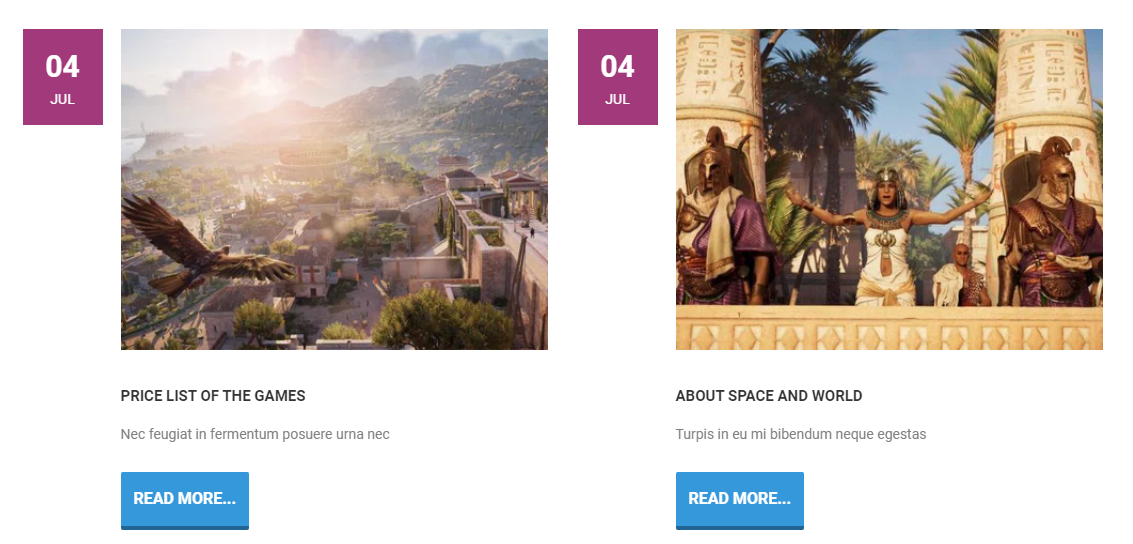 04
JUL
PRICE LIST OF THE GAMES
Nec feugiat in fermentum posuere urna nec
READ MORE...
04
JUL
ABOUT SPACE AND WORLD
Turpis in eu mi bibendum neque egestas
READ MORE...